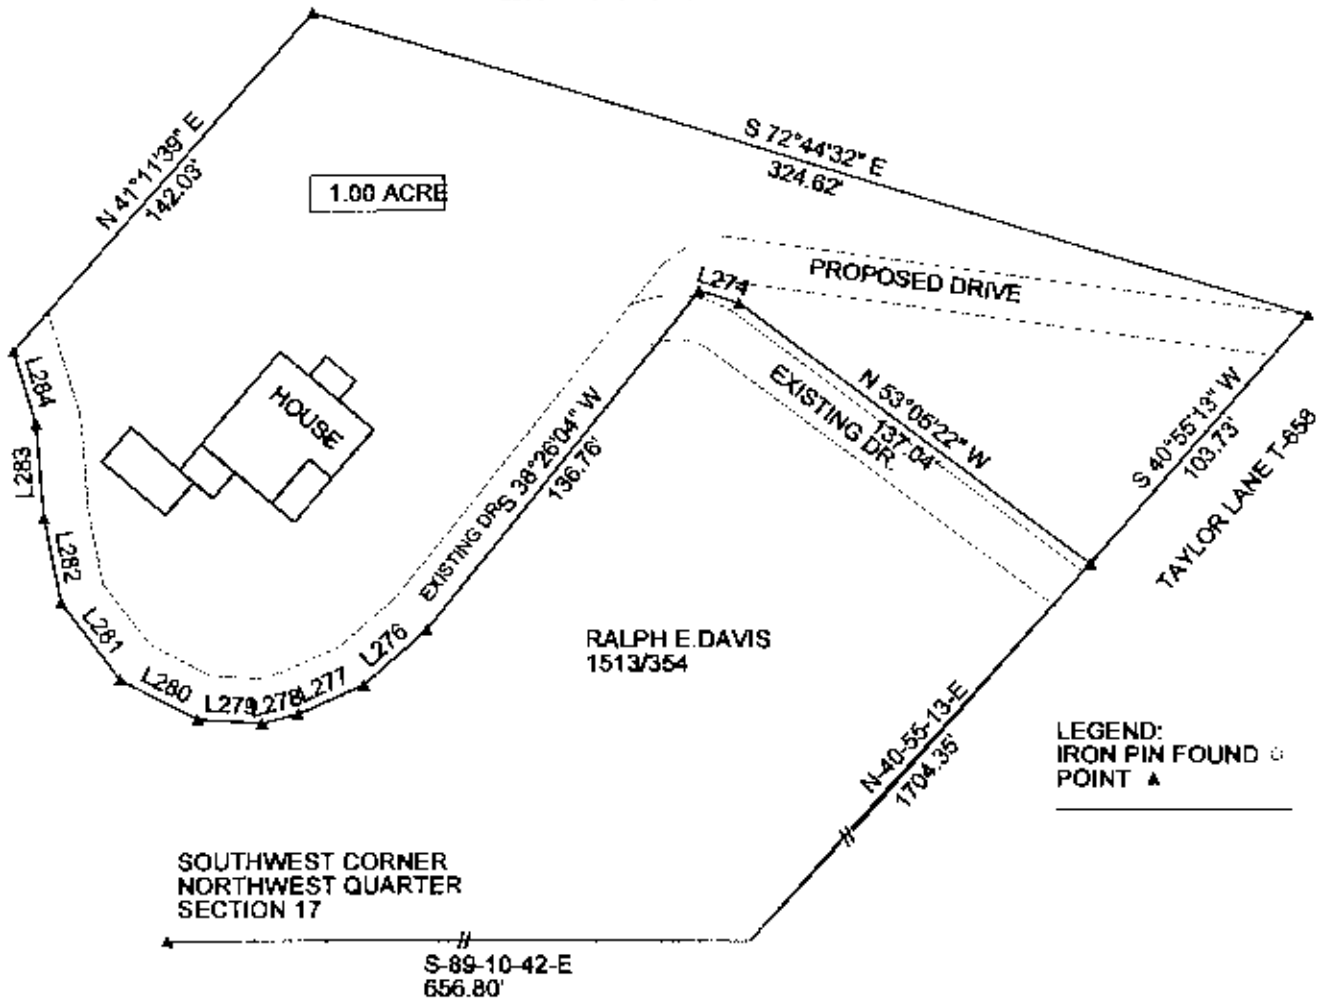 N 41°11'39" E
142.03'
S 72°44'32" E
324.62'
1.00 ACRE
PROPOSED DRIVE
L274
L284
HOUSE
EXISTING DR.
N 53°06'22" W
137.04'
S 40°55'13" W
103.73'
TAYLOR LANE T-658
S 38°26'04" W
136.76'
EXISTING DR.
L283
L282
L281
L280
L279
L278
L277
L276
RALPH E.DAVIS
1513/354
N-40-55-13-E
1704.35'
LEGEND:
IRON PIN FOUND ○
POINT ▲
SOUTHWEST CORNER
NORTHWEST QUARTER
SECTION 17
S-89-10-42-E
656.80'